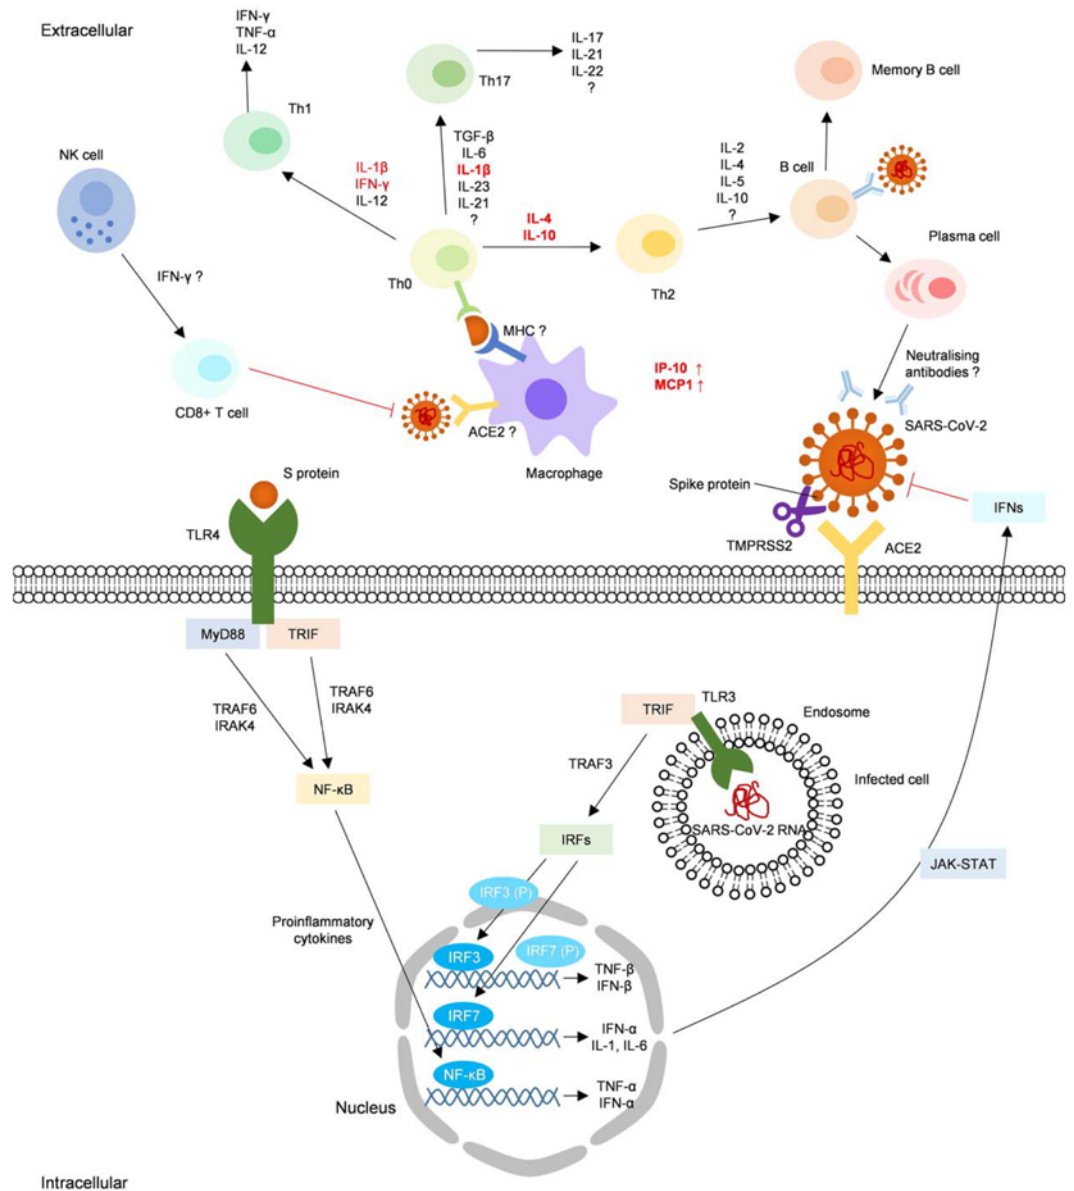 Extracellular
IFN-γ
TNF-α
IL-12
Th1
NK cell
IFN-γ ?
CD8+ T cell
IL-1β
IFN-γ
IL-12
Th17
IL-17
IL-21
IL-22
?
TGF-β
IL-6
IL-1β
IL-23
IL-21
?
Th0
IL-4
IL-10
Th2
IL-2
IL-4
IL-5
IL-10
?
B cell
Memory B cell
Plasma cell
MHC ?
ACE2 ?
Macrophage
IP-10 ↑
MCP1 ↑
Neutralising
antibodies ?
SARS-CoV-2
Spike protein
TMPRSS2
ACE2
IFNs
S protein
TLR4
MyD88
TRIF
TRAF6
IRAK4
TRAF6
IRAK4
NF-κB
TRIF
TLR3
Endosome
TRAF3
Infected cell
SARS-CoV-2 RNA
IRFs
JAK-STAT
IRF3 (P)
Proinflammatory
cytokines
IRF3
IRF7 (P)
TNF-β
IFN-β
IRF7
IFN-α
IL-1, IL-6
NF-κB
TNF-α
IFN-α
Nucleus
Intracellular